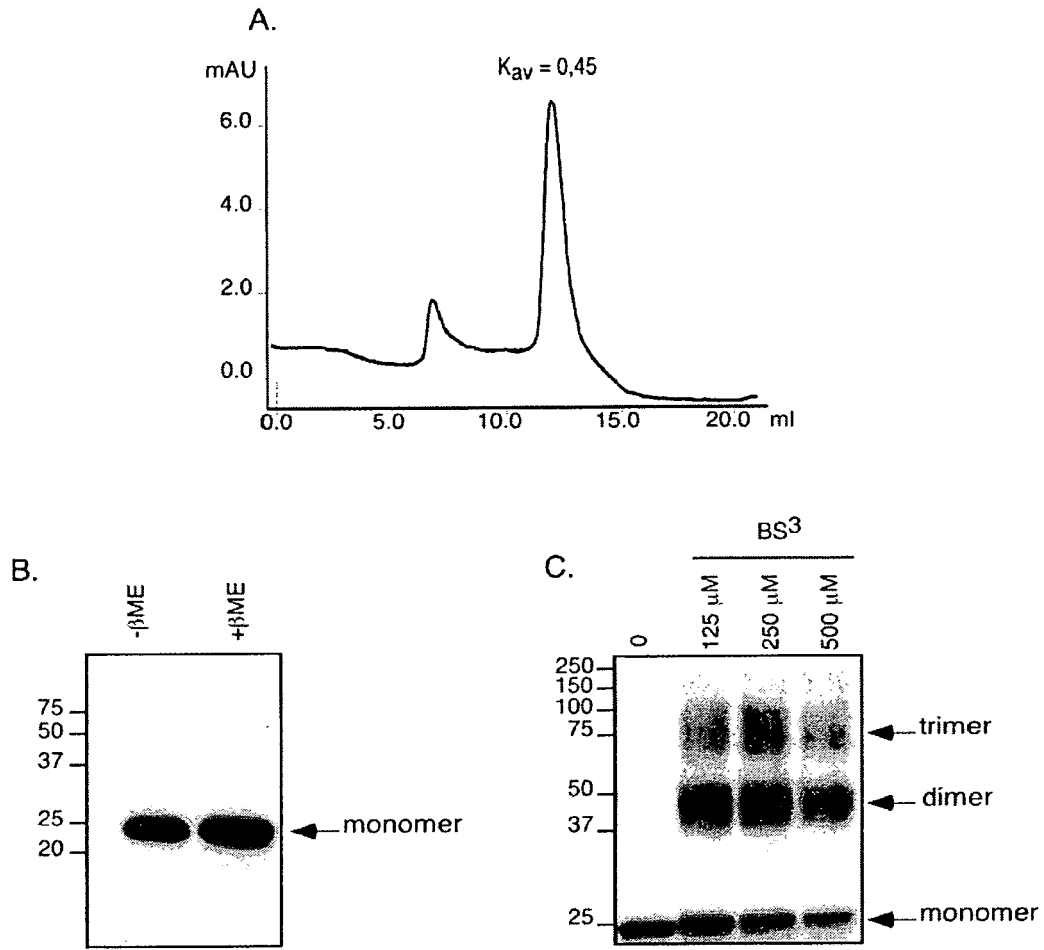 A.
mAU
K_av = 0,45
6.0
4.0
2.0
0.0
0.0 5.0 10.0 15.0 20.0 ml
B.
-βME +βME
75
50
37
25
20
monomer
C.
BS³
0 125 μM 250 μM 500 μM
250
150
100
75
50
37
25
trimer
dimer
monomer